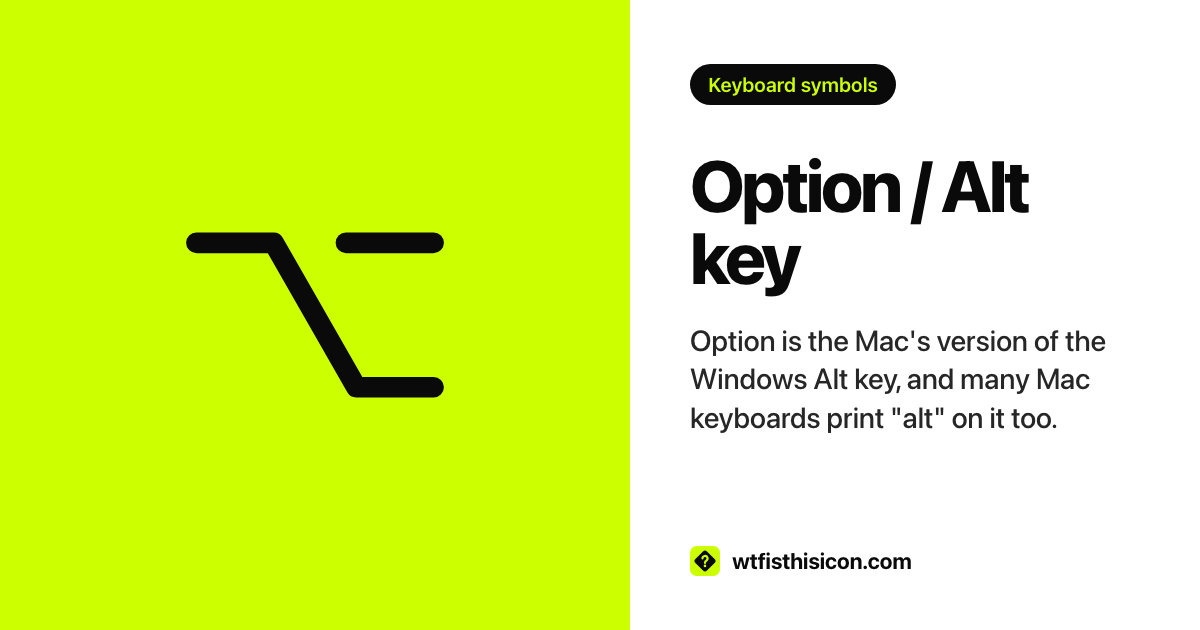 Keyboard symbols
Option / Alt
key
Option is the Mac's version of the
Windows Alt key, and many Mac
keyboards print "alt" on it too.
wtfisthisicon.com